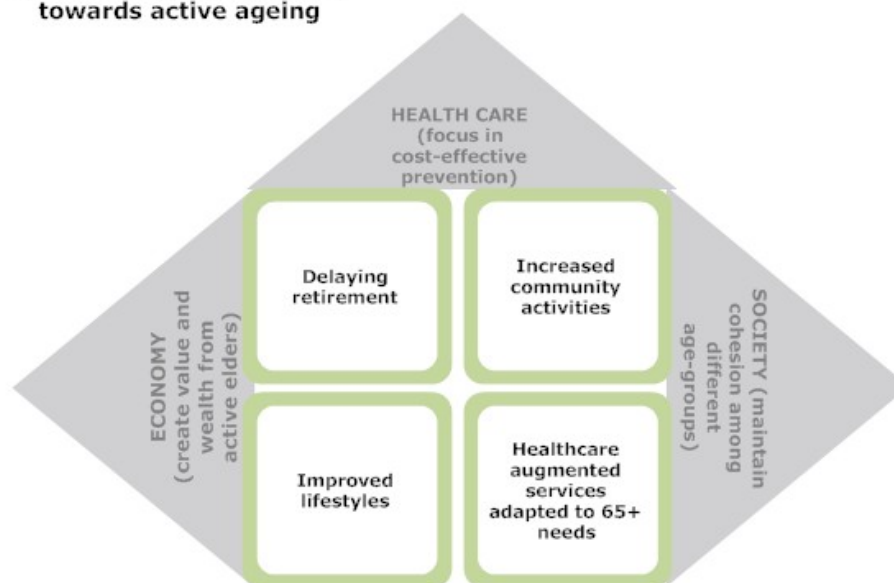 towards active ageing
HEALTH CARE
(focus in
cost-effective
prevention)
Delaying
retirement
Increased
community
activities
ECONOMY
(create value and
wealth from
active elders)
SOCIETY (maintain
cohesion among
different
age-groups)
Improved
lifestyles
Healthcare
augmented
services
adapted to 65+
needs